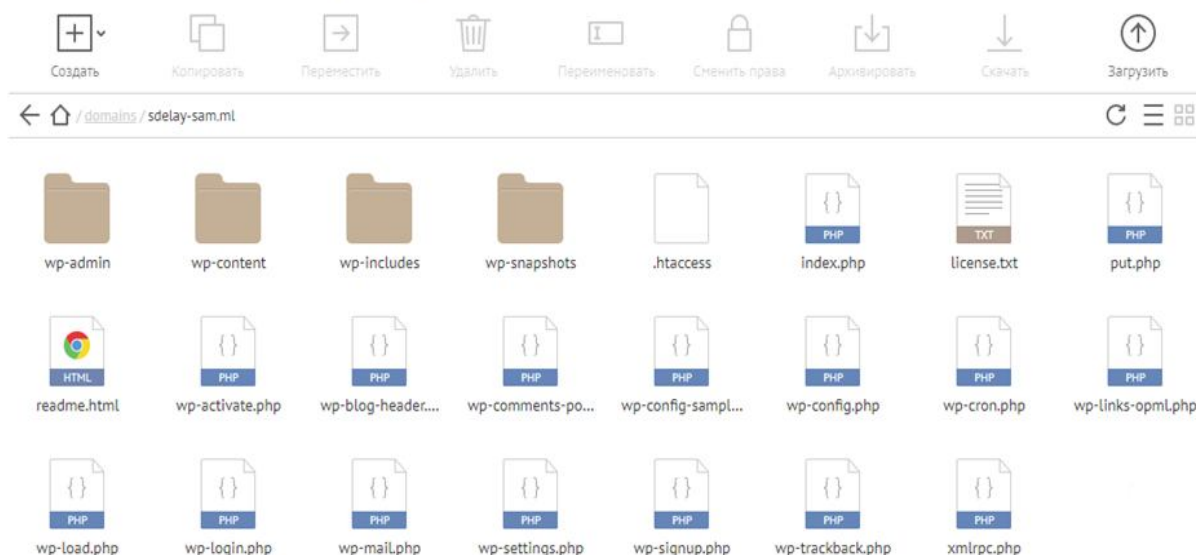 Создать Копировать Переместить Удалить Переименовать Сменить права Архивировать Скачать Загрузить
/ domains / sdelay-sam.ml
PHP TXT PHP
wp-admin wp-content wp-includes wp-snapshots .htaccess index.php license.txt put.php
HTML PHP PHP PHP PHP PHP PHP PHP
readme.html wp-activate.php wp-blog-header.... wp-comments-po... wp-config-sampl... wp-config.php wp-cron.php wp-links-opml.php
PHP PHP PHP PHP PHP PHP PHP
wp-load.php wp-login.php wp-mail.php wp-settings.php wp-signup.php wp-trackback.php xmlrpc.php